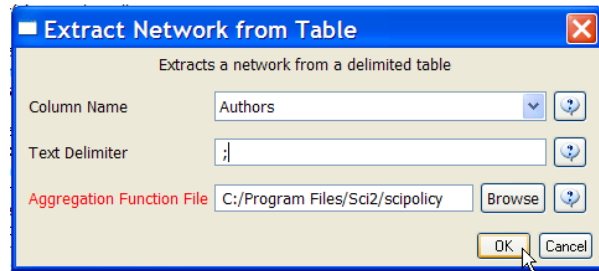 Extract Network from Table
Extracts a network from a delimited table
Column Name Authors
Text Delimiter ;
Aggregation Function File C:/Program Files/Sci2/scipolicy Browse
OK Cancel